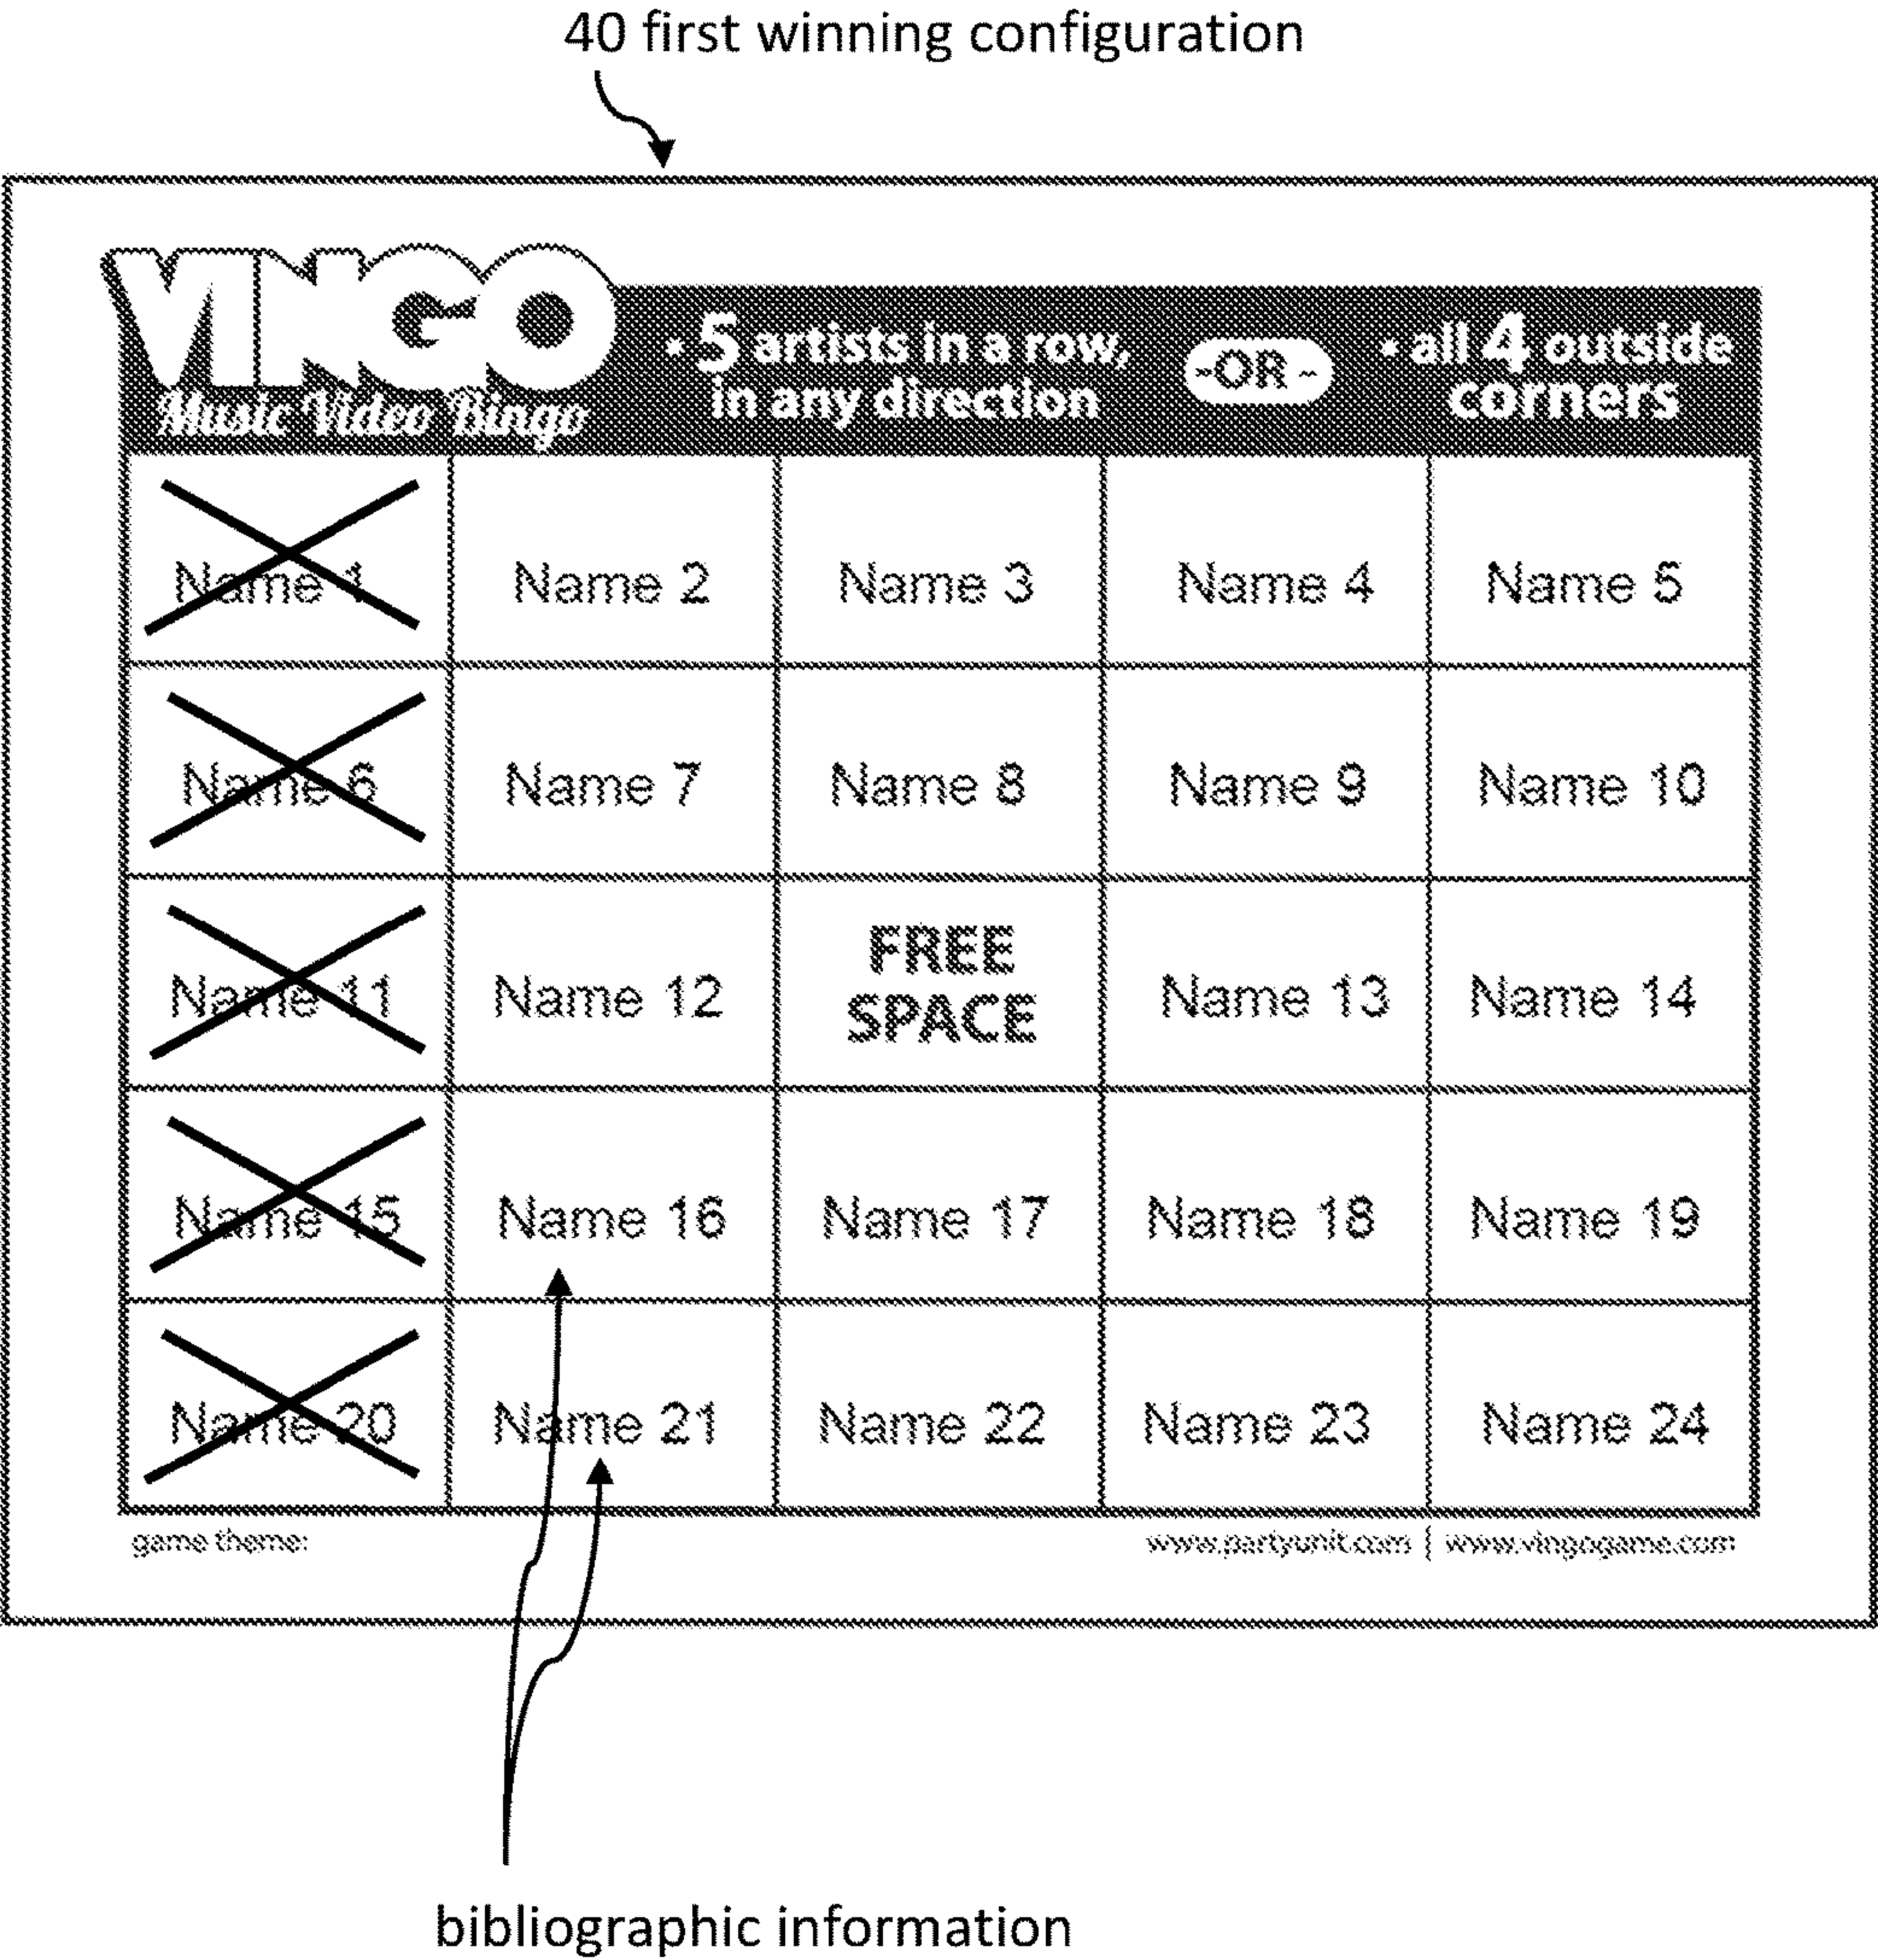 40 first winning configuration
VINGO
Music Video Bingo
• 5 artists in a row,
in any direction
-OR-
• all 4 outside
corners
Name 1 Name 2 Name 3 Name 4 Name 5
Name 6 Name 7 Name 8 Name 9 Name 10
Name 11 Name 12 FREE SPACE Name 13 Name 14
Name 15 Name 16 Name 17 Name 18 Name 19
Name 20 Name 21 Name 22 Name 23 Name 24
game theme: www.partyunit.com | www.vingogame.com
bibliographic information